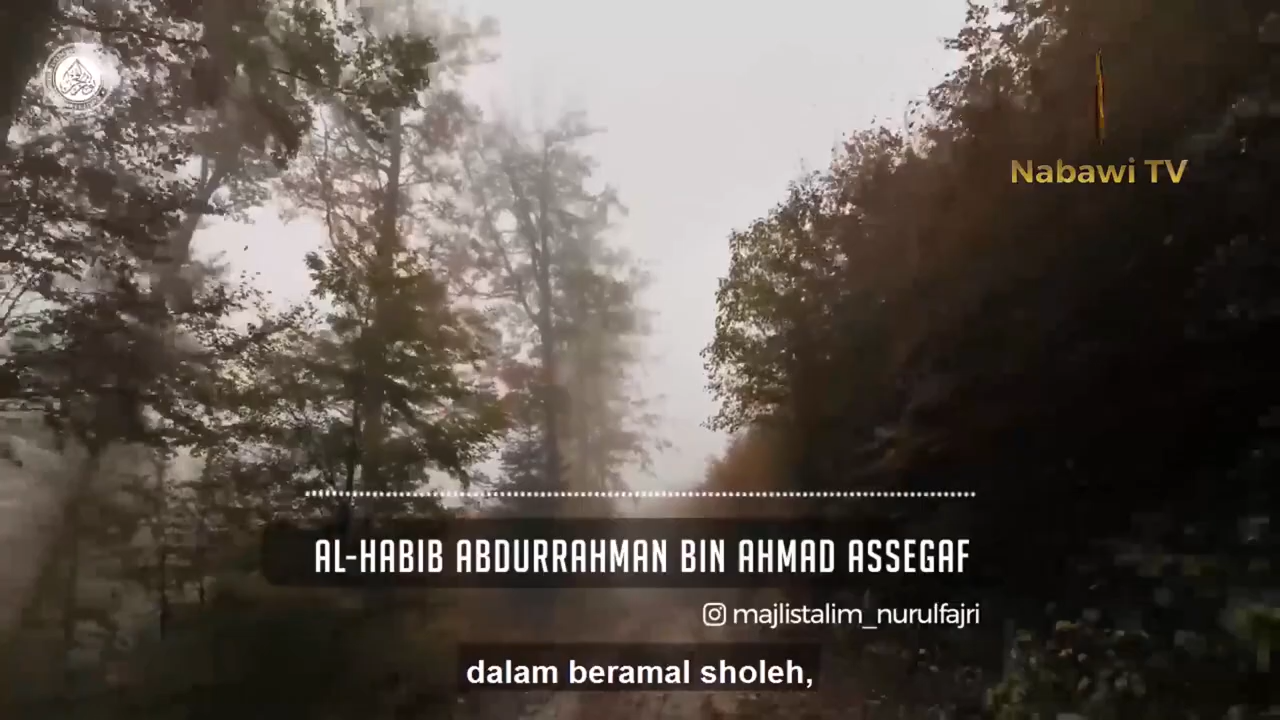 Nabawi TV
AL-HABIB ABDURRAHMAN BIN AHMAD ASSEGAF
majlistalim_nurulfajri
dalam beramal sholeh,